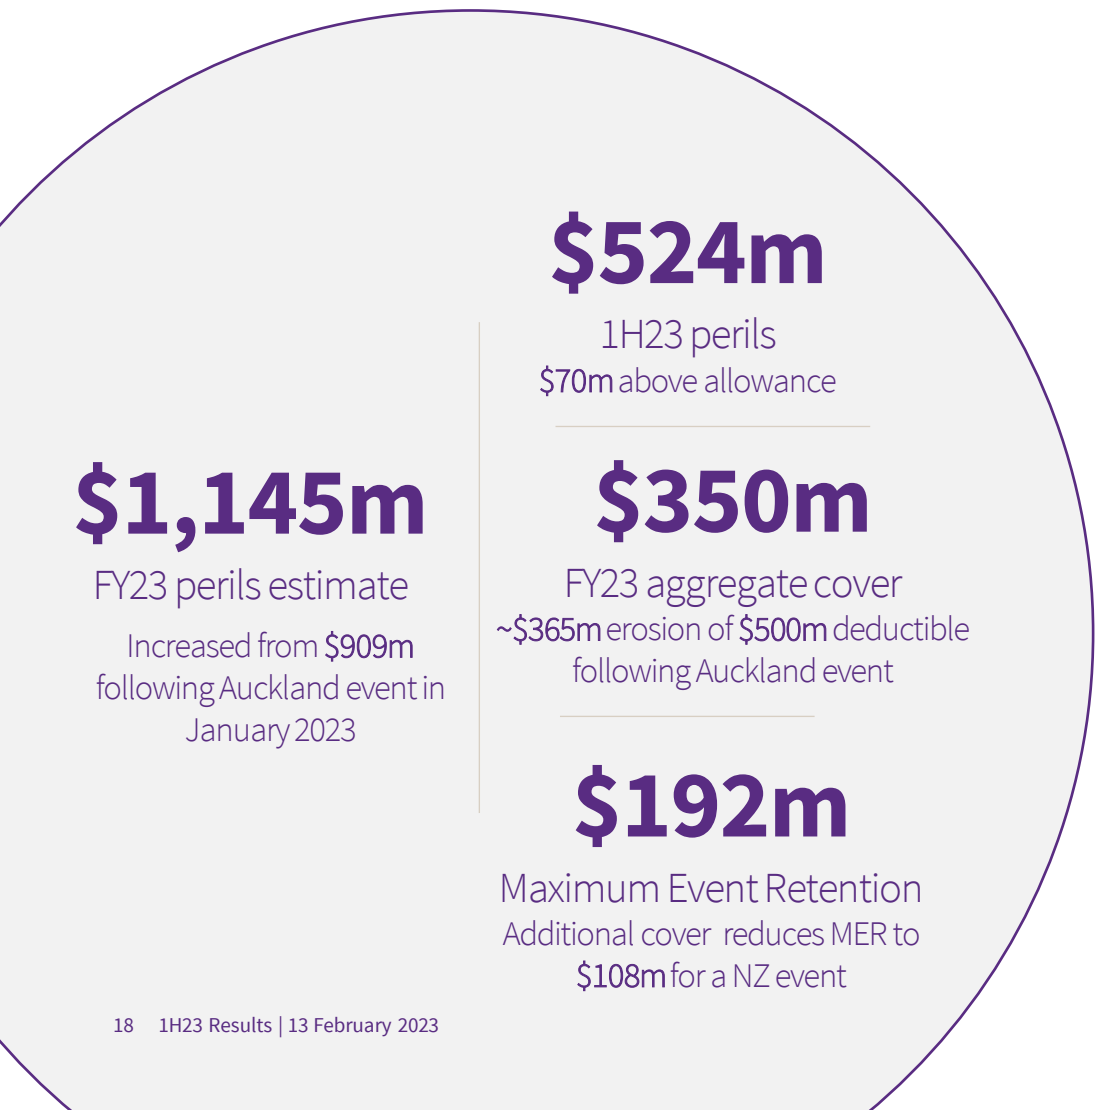 $1,145m
FY23 perils estimate
Increased from $909m
following Auckland event in
January 2023
$524m
1H23 perils
$70m above allowance
$350m
FY23 aggregate cover
~$365m erosion of $500m deductible
following Auckland event
$192m
Maximum Event Retention
Additional cover reduces MER to
$108m for a NZ event
18 1H23 Results | 13 February 2023